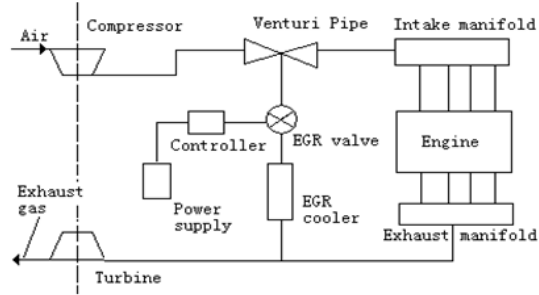 Compressor
Venturi Pipe
Intake manifold
Air
Controller
EGR valve
Engine
Exhaust
gas
Power
supply
EGR
cooler
Exhaust manifold
Turbine